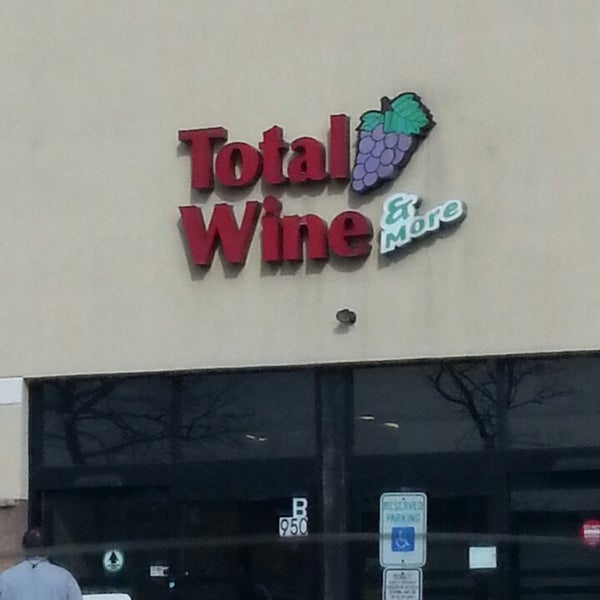 Total
Wine
&
More
B
950
RESERVED
PARKING